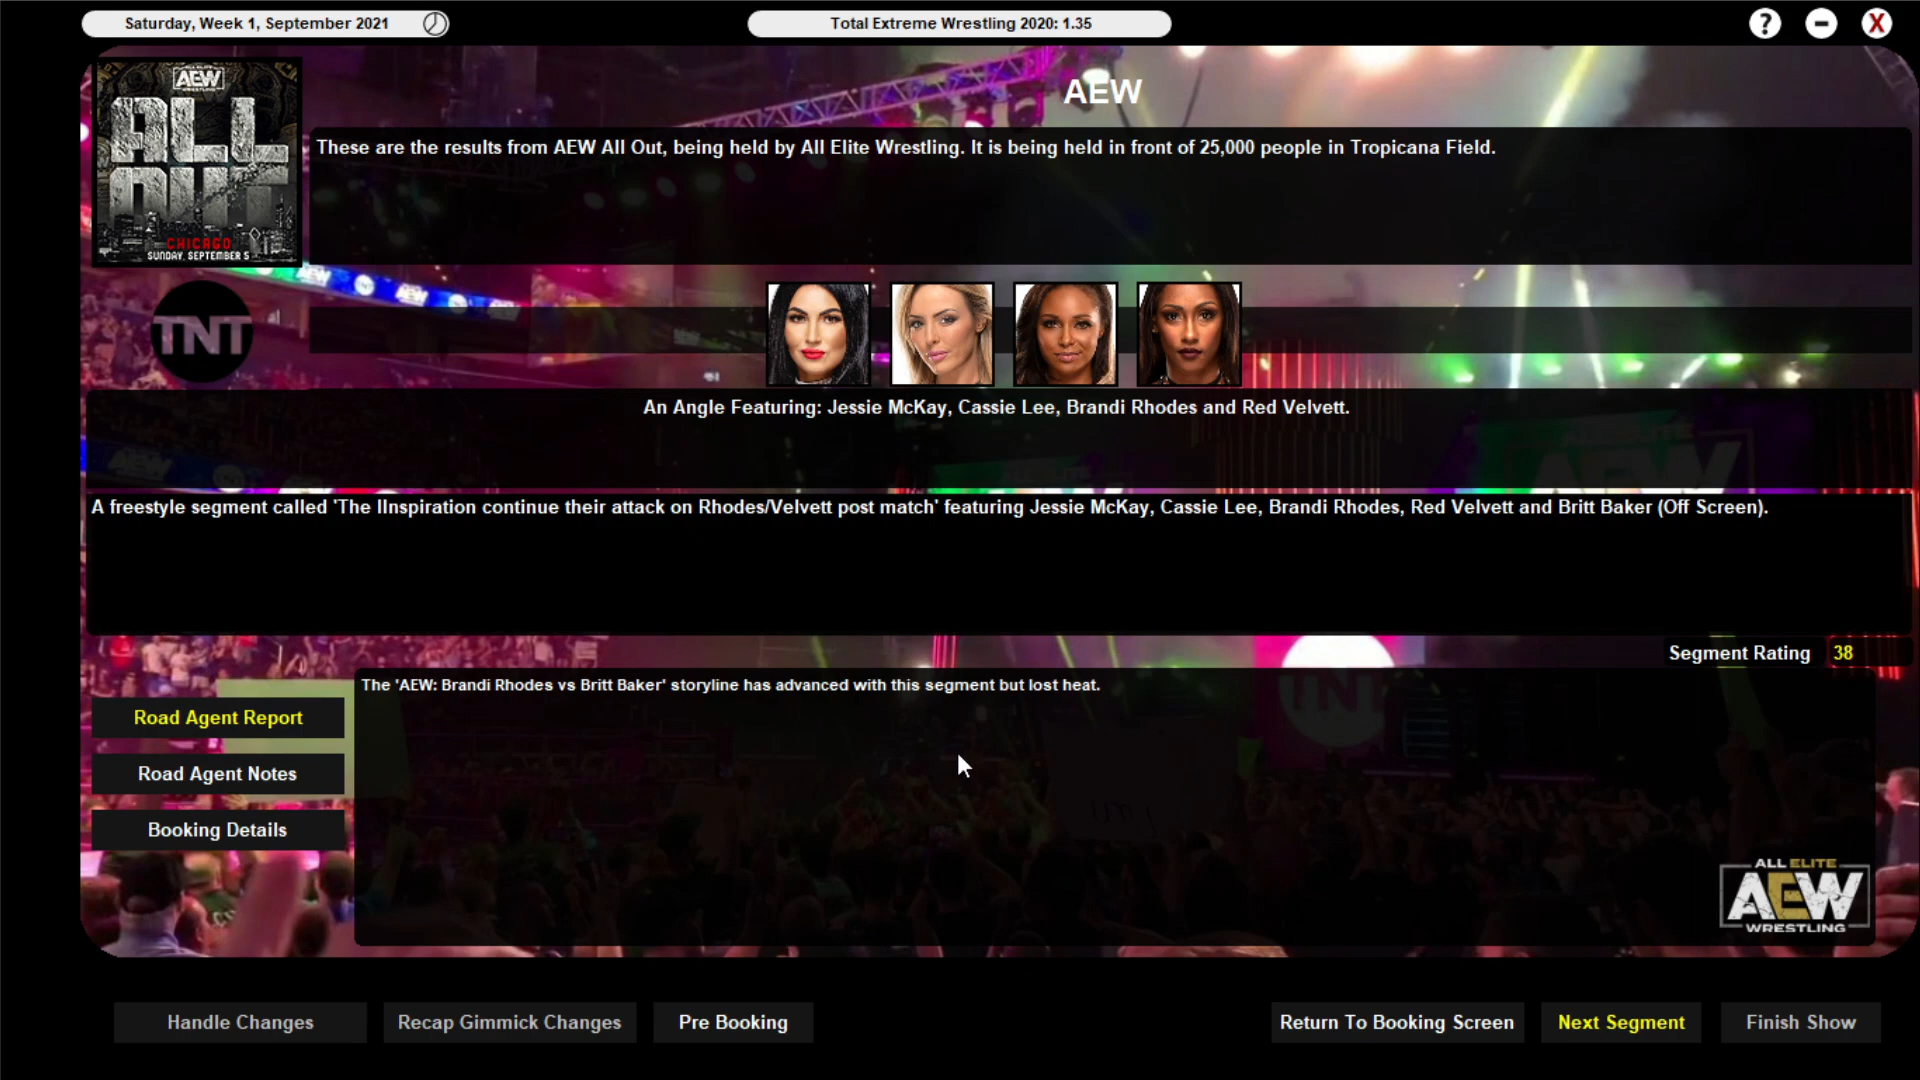 Saturday, Week 1, September 2021
Total Extreme Wrestling 2020: 1.35
?
X
ALL ELITE
AEW
WRESTLING
ALL
OUT
CHICAGO
SUNDAY, SEPTEMBER 5
AEW
These are the results from AEW All Out, being held by All Elite Wrestling. It is being held in front of 25,000 people in Tropicana Field.
TNT
An Angle Featuring: Jessie McKay, Cassie Lee, Brandi Rhodes and Red Velvett.
A freestyle segment called 'The IInspiration continue their attack on Rhodes/Velvett post match' featuring Jessie McKay, Cassie Lee, Brandi Rhodes, Red Velvett and Britt Baker (Off Screen).
Segment Rating 38
The 'AEW: Brandi Rhodes vs Britt Baker' storyline has advanced with this segment but lost heat.
Road Agent Report
Road Agent Notes
Booking Details
TNT
ALL ELITE
AEW
WRESTLING
Handle Changes
Recap Gimmick Changes
Pre Booking
Return To Booking Screen
Next Segment
Finish Show